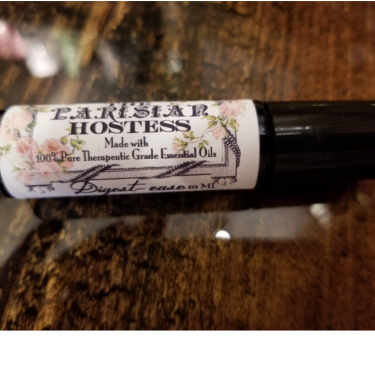 PARISIAN
HOSTESS
Made with
100% Pure Therapeutic Grade Essential Oils
Digest ease 10 ML